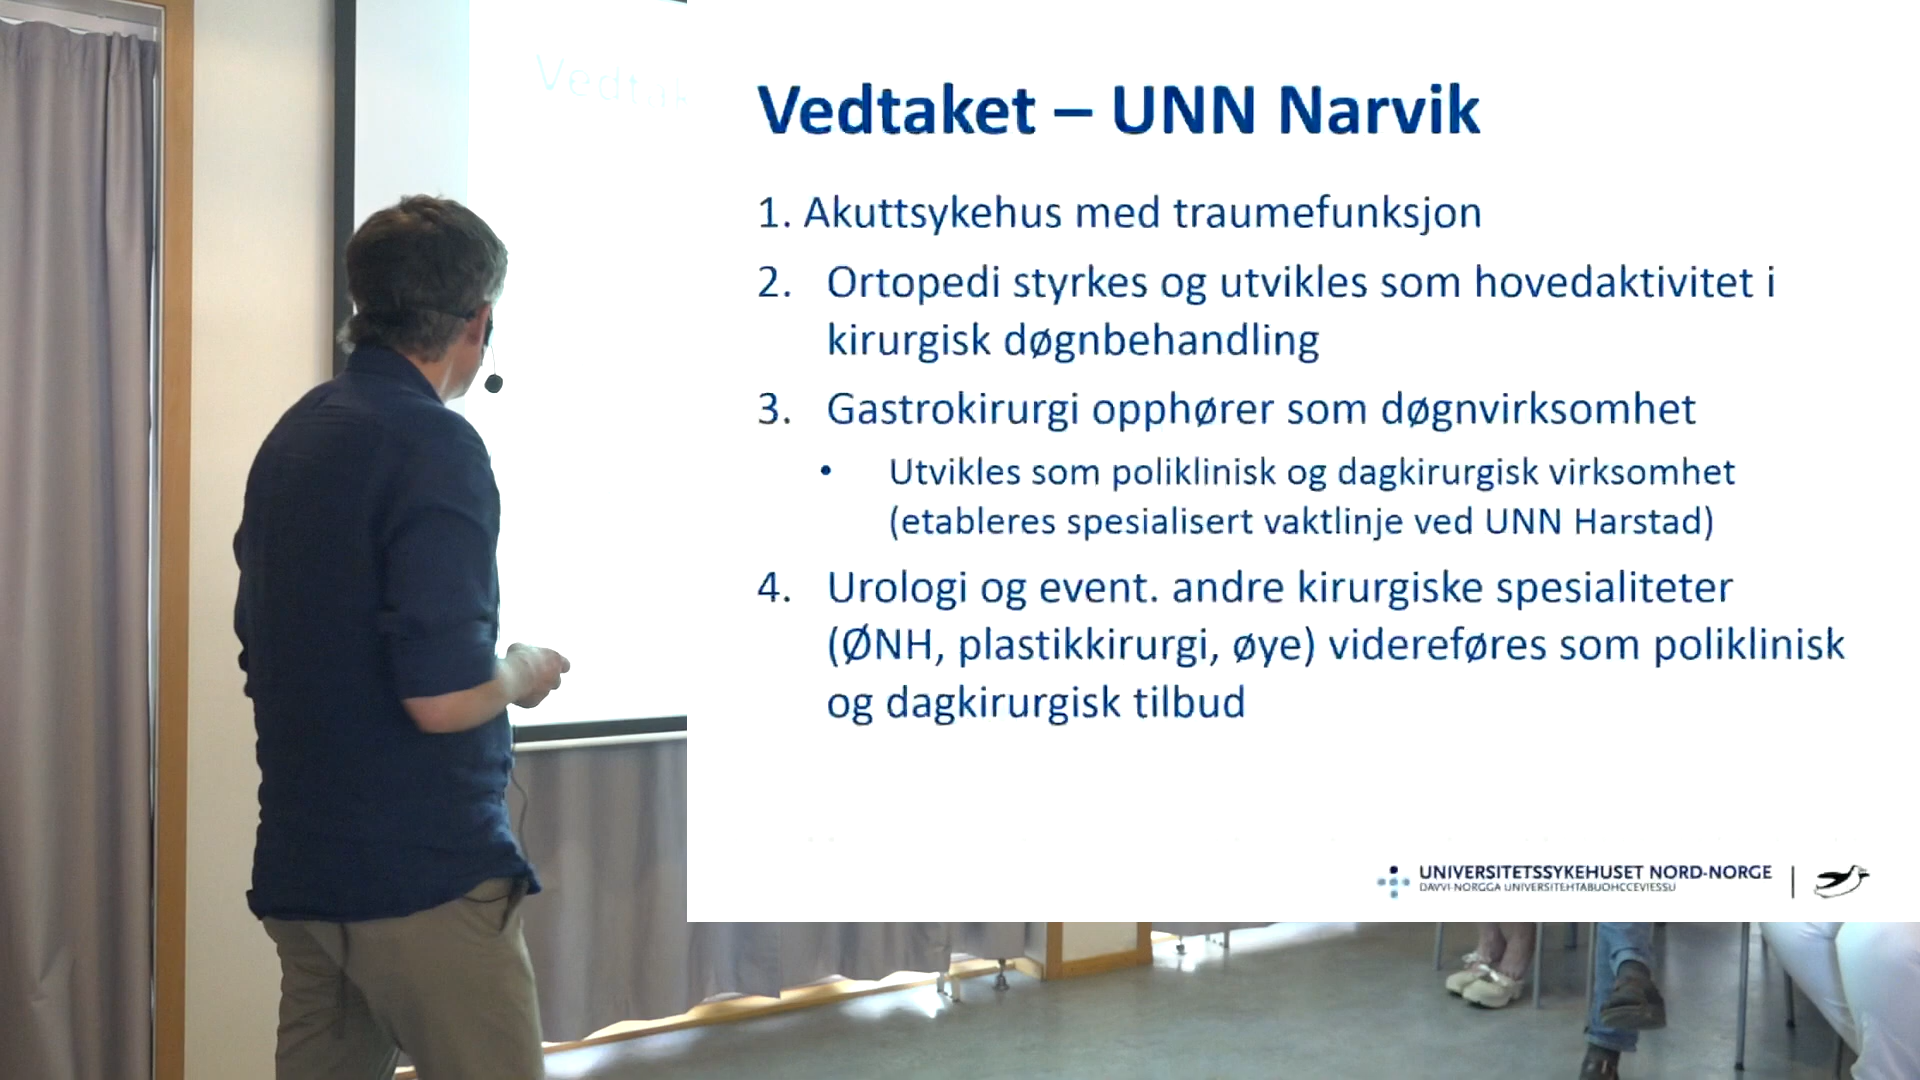 Vedtak
Vedtaket – UNN Narvik
1. Akuttsykehus med traumefunksjon
2. Ortopedi styrkes og utvikles som hovedaktivitet i
kirurgisk døgnbehandling
3. Gastrokirurgi opphører som døgnvirksomhet
• Utvikles som poliklinisk og dagkirurgisk virksomhet
(etableres spesialisert vaktlinje ved UNN Harstad)
4. Urologi og event. andre kirurgiske spesialiteter
(ØNH, plastikkirurgi, øye) videreføres som poliklinisk
og dagkirurgisk tilbud
UNIVERSITETSSYKEHUSET NORD-NORGE
DAVVI-NORGGA UNIVERSITEHTABUOHCCEVIESSU